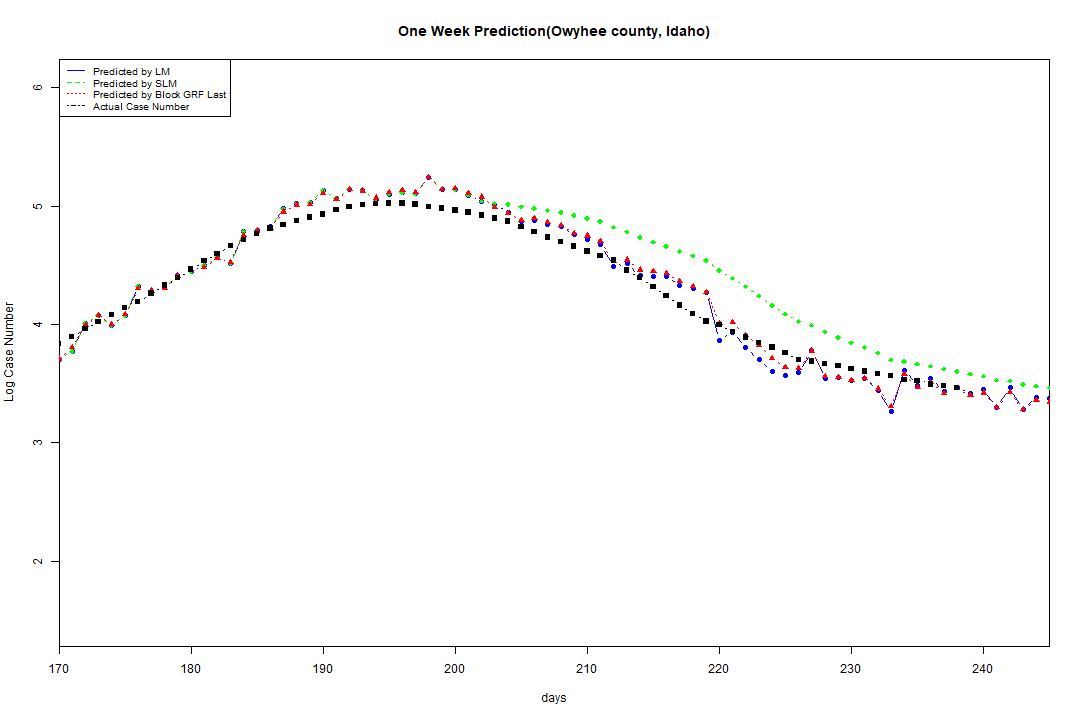 One Week Prediction(Owyhee county, Idaho)
Predicted by LM
Predicted by SLM
Predicted by Block GRF Last
Actual Case Number
6
5
4
3
2
Log Case Number
170 180 190 200 210 220 230 240
days